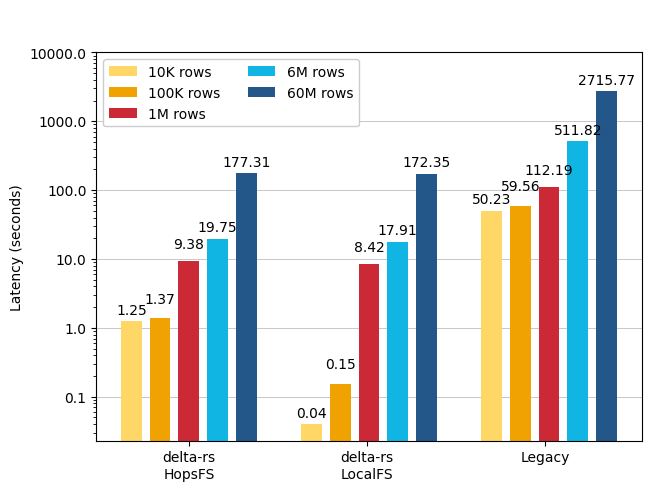 10000.0
1000.0
100.0
10.0
1.0
0.1
Latency (seconds)
10K rows
100K rows
1M rows
6M rows
60M rows
1.25
1.37
9.38
19.75
177.31
0.04
0.15
8.42
17.91
172.35
50.23
59.56
112.19
511.82
2715.77
delta-rs
HopsFS
delta-rs
LocalFS
Legacy